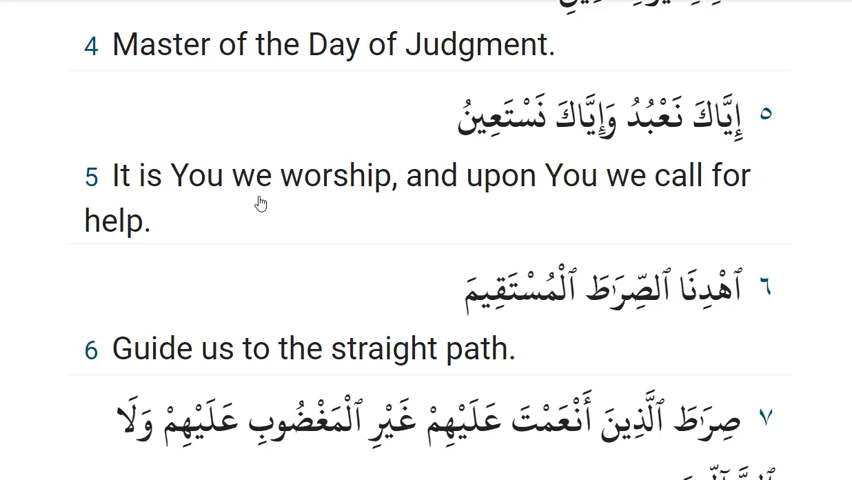 4 Master of the Day of Judgment.
٥ إِيَّاكَ نَعْبُدُ وَإِيَّاكَ نَسْتَعِينُ
5 It is You we worship, and upon You we call for
help.
٦ ٱهْدِنَا ٱلصِّرَٰطَ ٱلْمُسْتَقِيمَ
6 Guide us to the straight path.
٧ صِرَٰطَ ٱلَّذِينَ أَنْعَمْتَ عَلَيْهِمْ غَيْرِ ٱلْمَغْضُوبِ عَلَيْهِمْ وَلَا